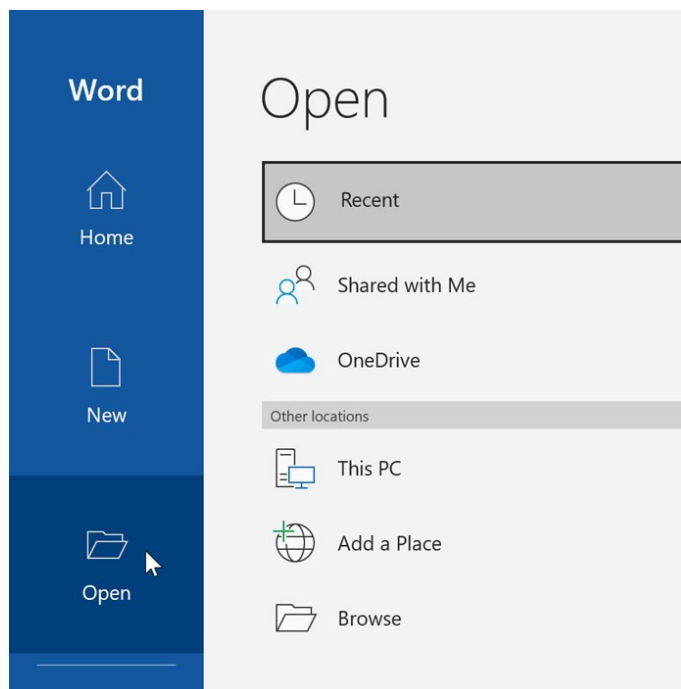 Word
Home
New
Open
Open
Recent
Shared with Me
OneDrive
Other locations
This PC
Add a Place
Browse